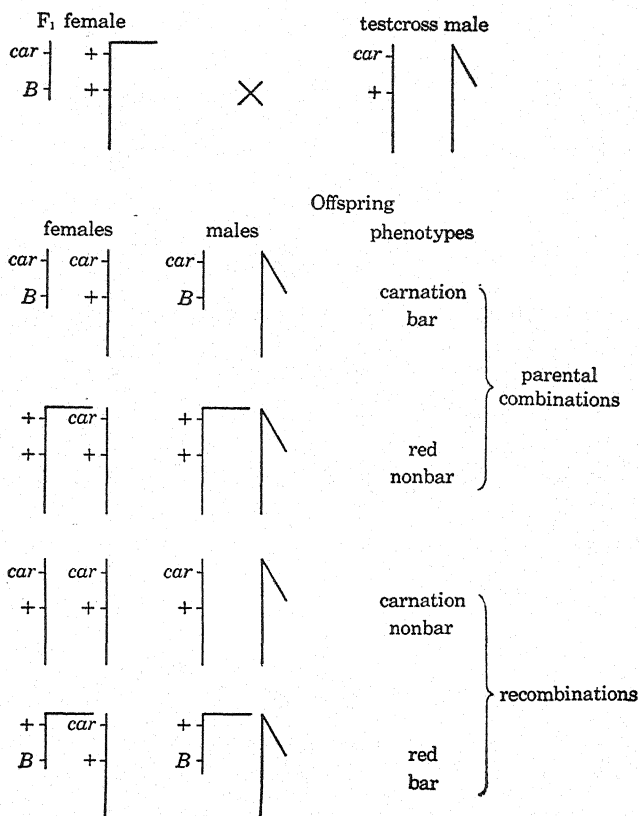 F₁ female
testcross male
car +
B +
car
+
Offspring
females males phenotypes
car car car
B + B
carnation
bar
+ car +
+ + +
red
nonbar
parental
combinations
car car car
+ + +
carnation
nonbar
+ car +
B + B
red
bar
recombinations